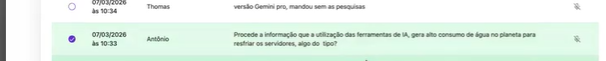 07/03/2026
às 10:34
Thomas
versão Gemini pro, mandou sem as pesquisas
07/03/2026
às 10:33
Antônio
Procede a informação que a utilização das ferramentas de IA, gera alto consumo de água no planeta para
resfriar os servidores, algo do tipo?